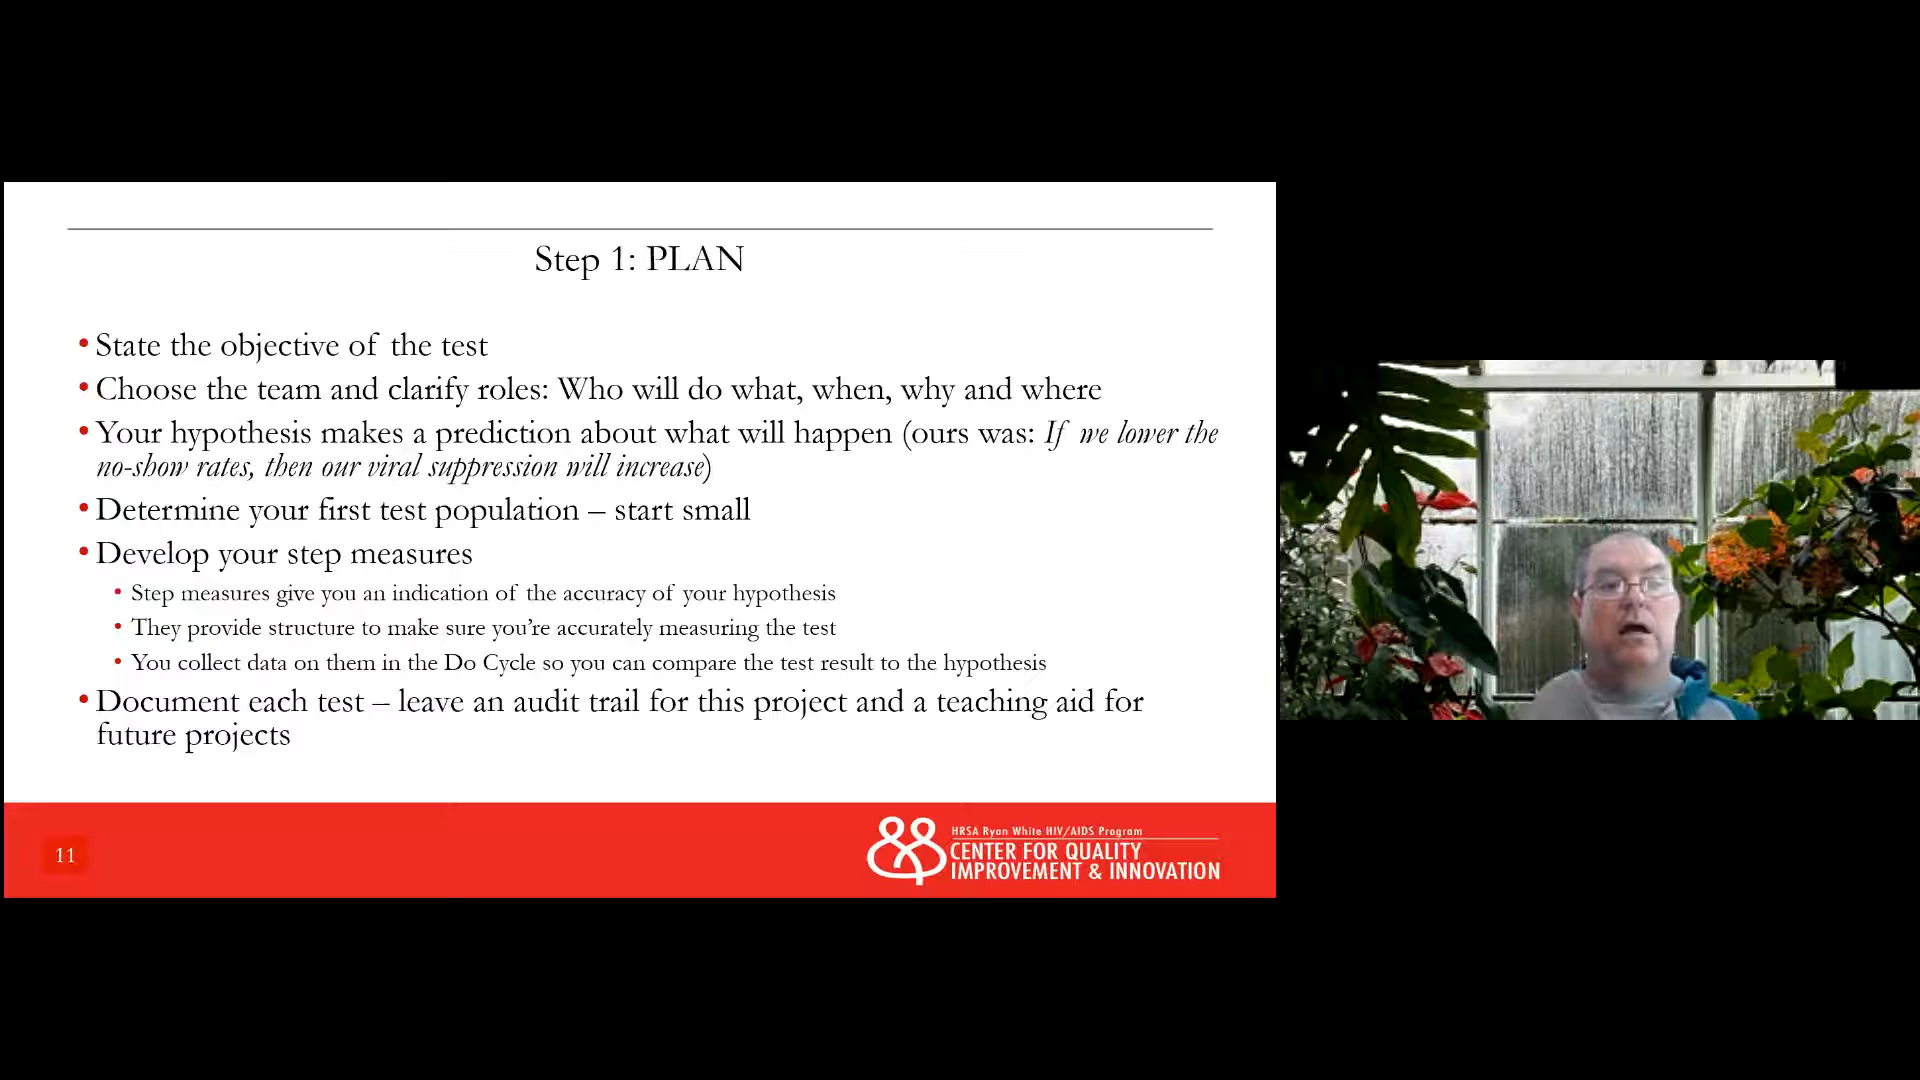 Step 1: PLAN
• State the objective of the test
• Choose the team and clarify roles: Who will do what, when, why and where
• Your hypothesis makes a prediction about what will happen (ours was: If we lower the
no-show rates, then our viral suppression will increase)
• Determine your first test population – start small
• Develop your step measures
• Step measures give you an indication of the accuracy of your hypothesis
• They provide structure to make sure you're accurately measuring the test
• You collect data on them in the Do Cycle so you can compare the test result to the hypothesis
• Document each test – leave an audit trail for this project and a teaching aid for
future projects
11
HRSA Ryan White HIV/AIDS Program
CENTER FOR QUALITY
IMPROVEMENT & INNOVATION